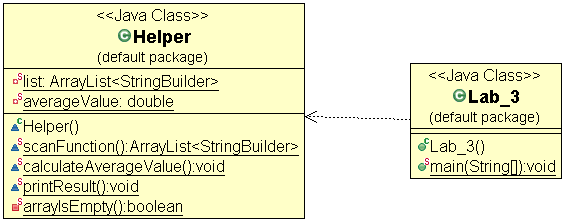 <<Java Class>>
Helper
(default package)
list: ArrayList<StringBuilder>
averageValue: double
Helper()
scanFunction():ArrayList<StringBuilder>
calculateAverageValue():void
printResult():void
arrayIsEmpty():boolean
<<Java Class>>
Lab_3
(default package)
Lab_3()
main(String[]):void